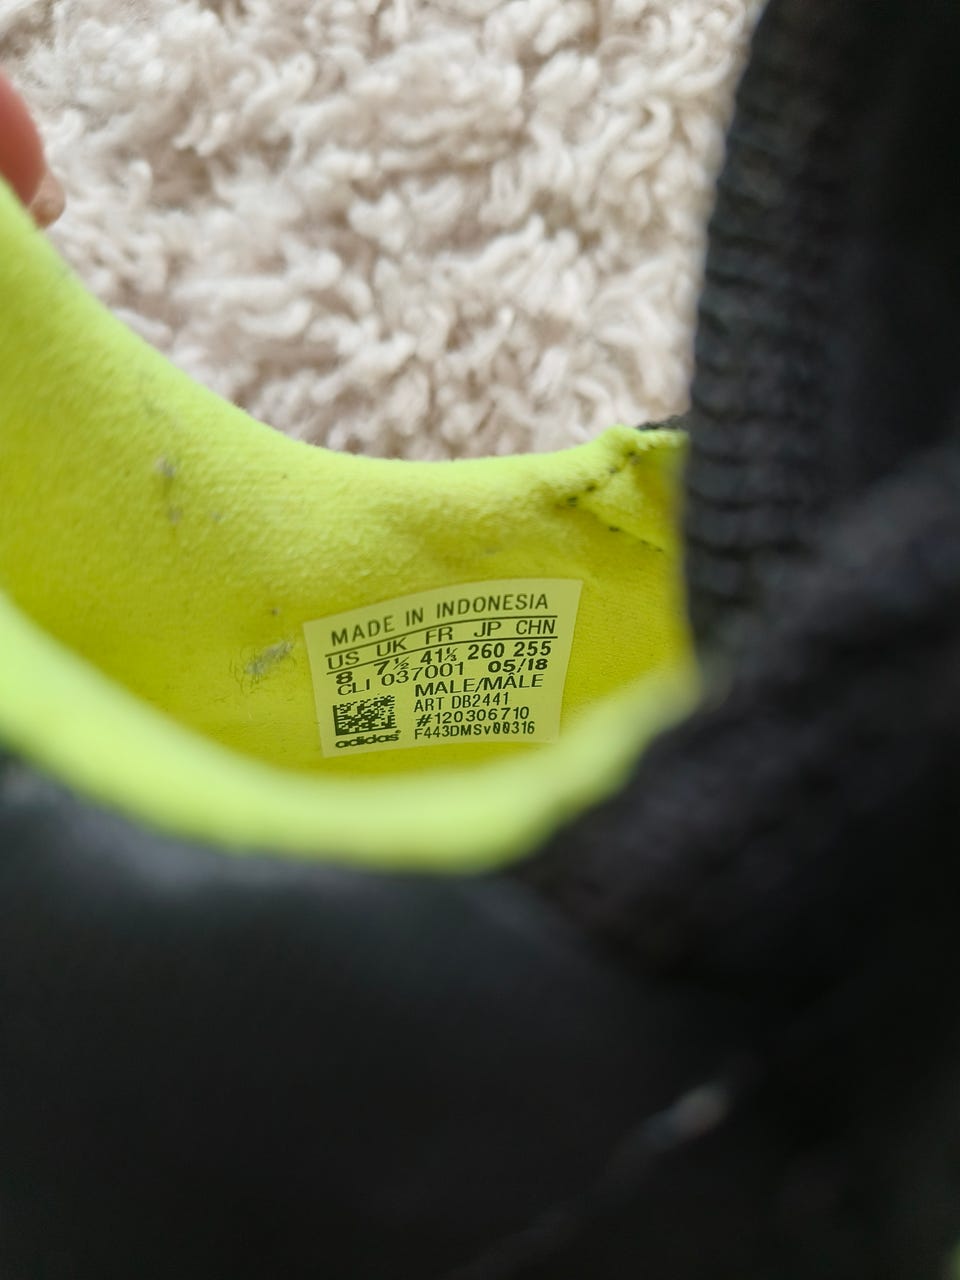 MADE IN INDONESIA
US UK FR JP CHN
8 7½ 41⅓ 260 255
CLI 037001 05/18
MALE/MÂLE
ART DB2441
#120306710
adidas® F443DMSv00316